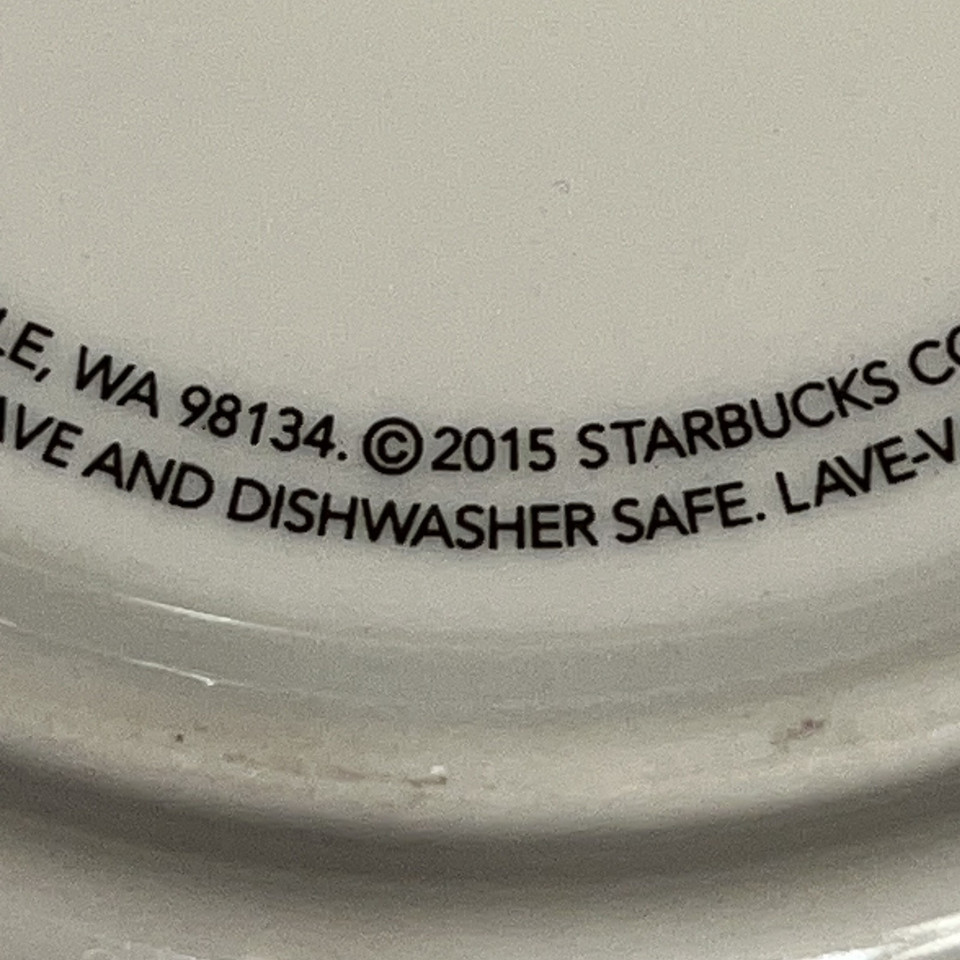 LE, WA 98134. ©2015 STARBUCKS CO
AVE AND DISHWASHER SAFE. LAVE-V